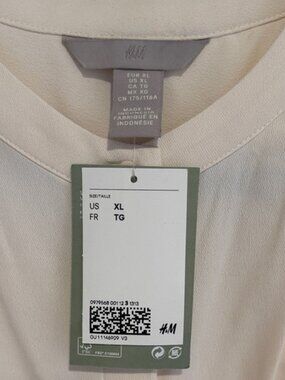 H&M
EUR XL
US XL
CA TG
MX XG
CN 175/116A
MADE IN
INDONESIA
FABRIQUÉ EN
INDONÉSIE
SIZE/TAILLE
US XL
FR TG
H&M